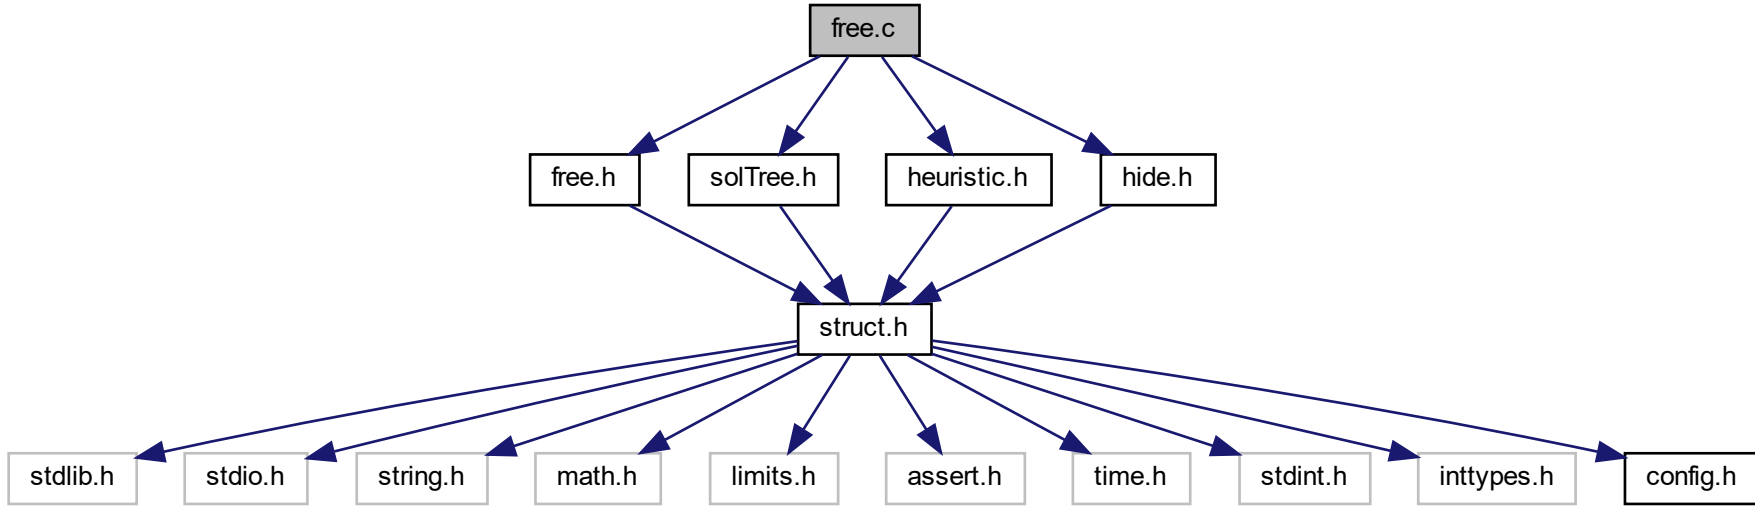 free.c
free.h
solTree.h
heuristic.h
hide.h
struct.h
stdlib.h
stdio.h
string.h
math.h
limits.h
assert.h
time.h
stdint.h
inttypes.h
config.h